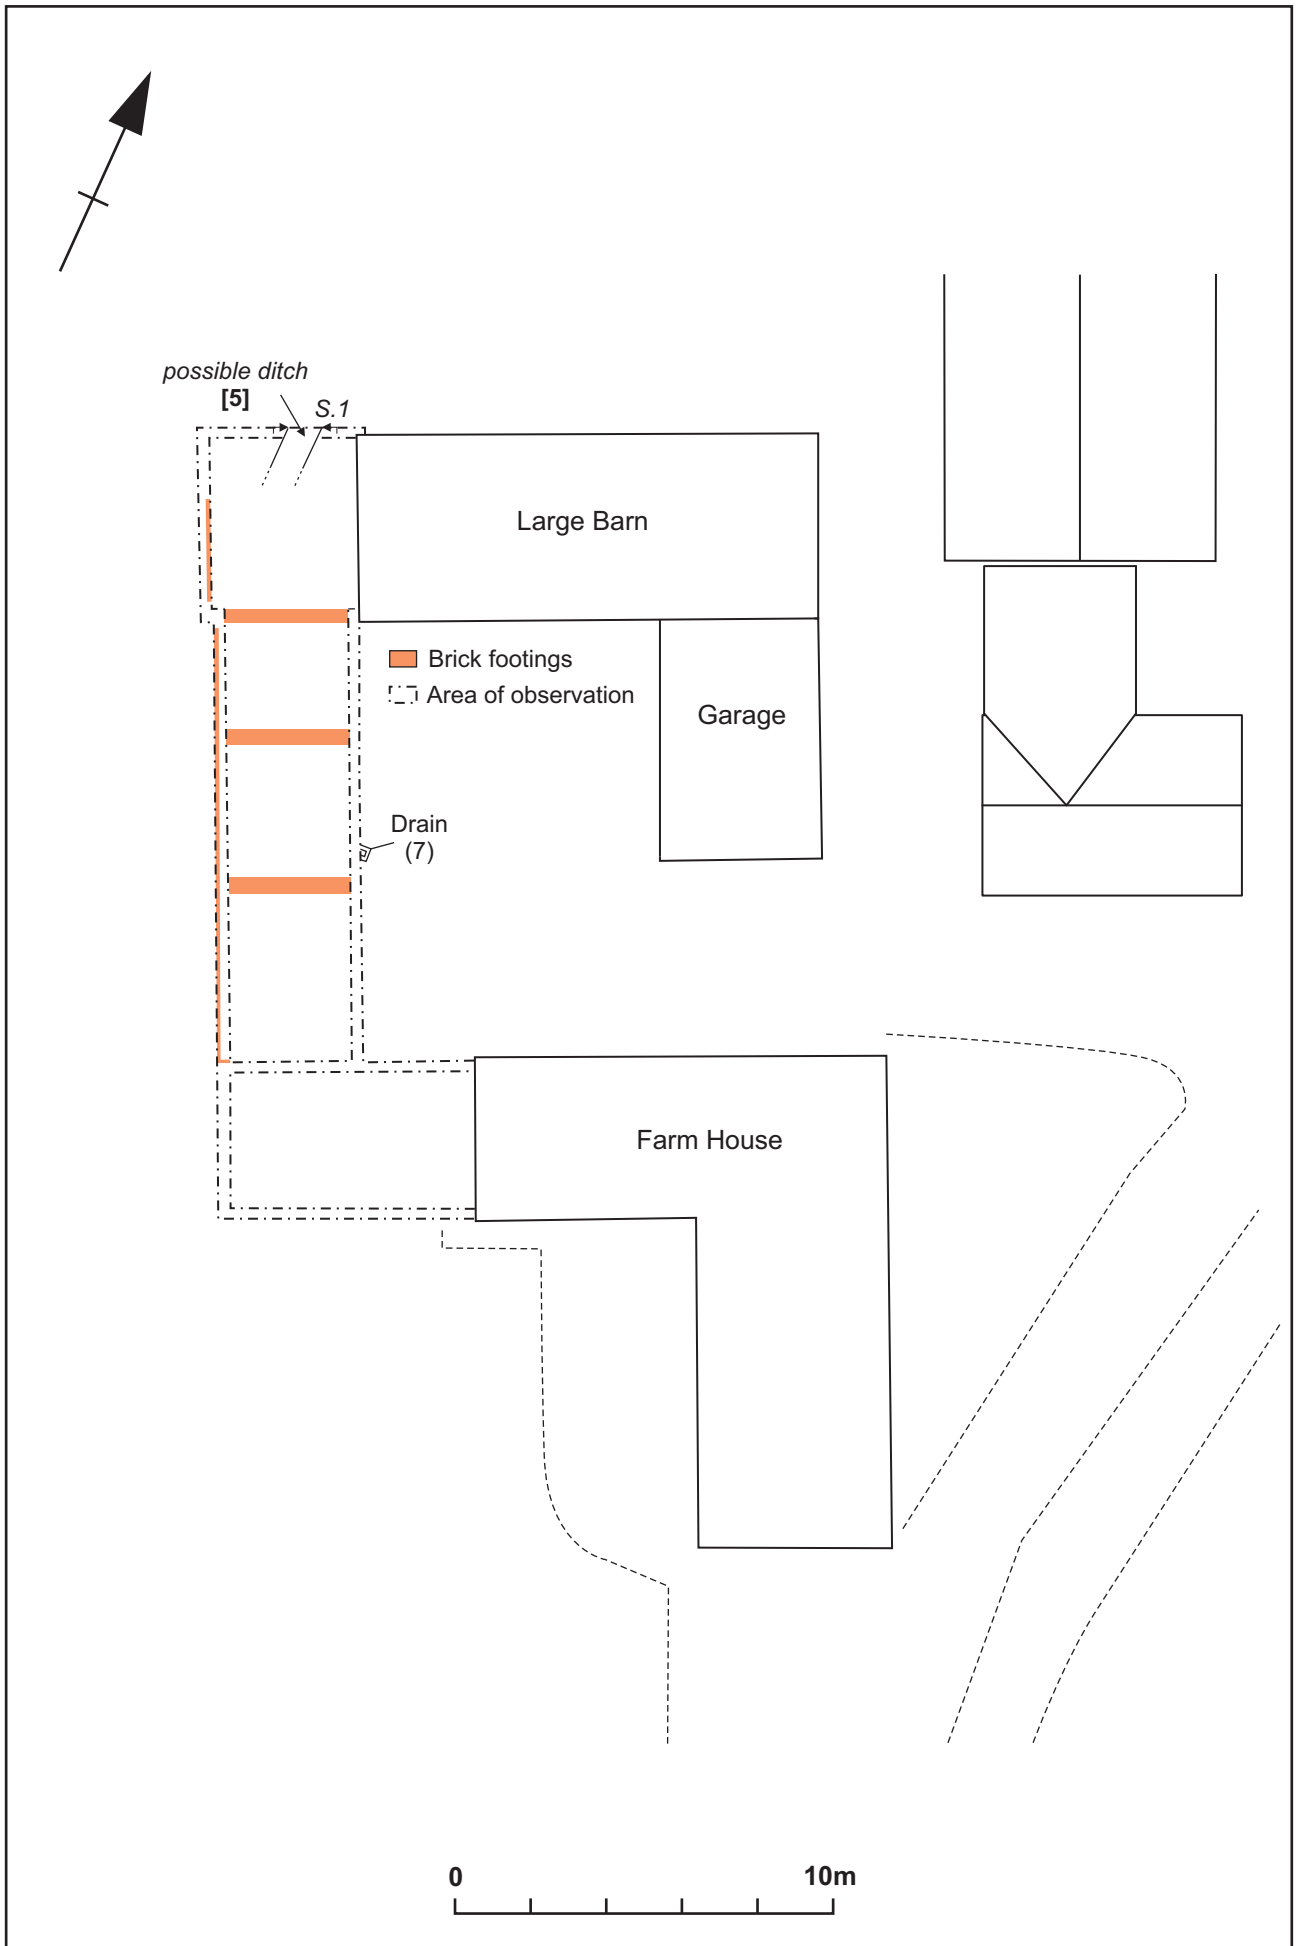 possible ditch
[5]
S.1
Large Barn
Brick footings
Area of observation
Garage
Drain
(7)
Farm House
0
10m